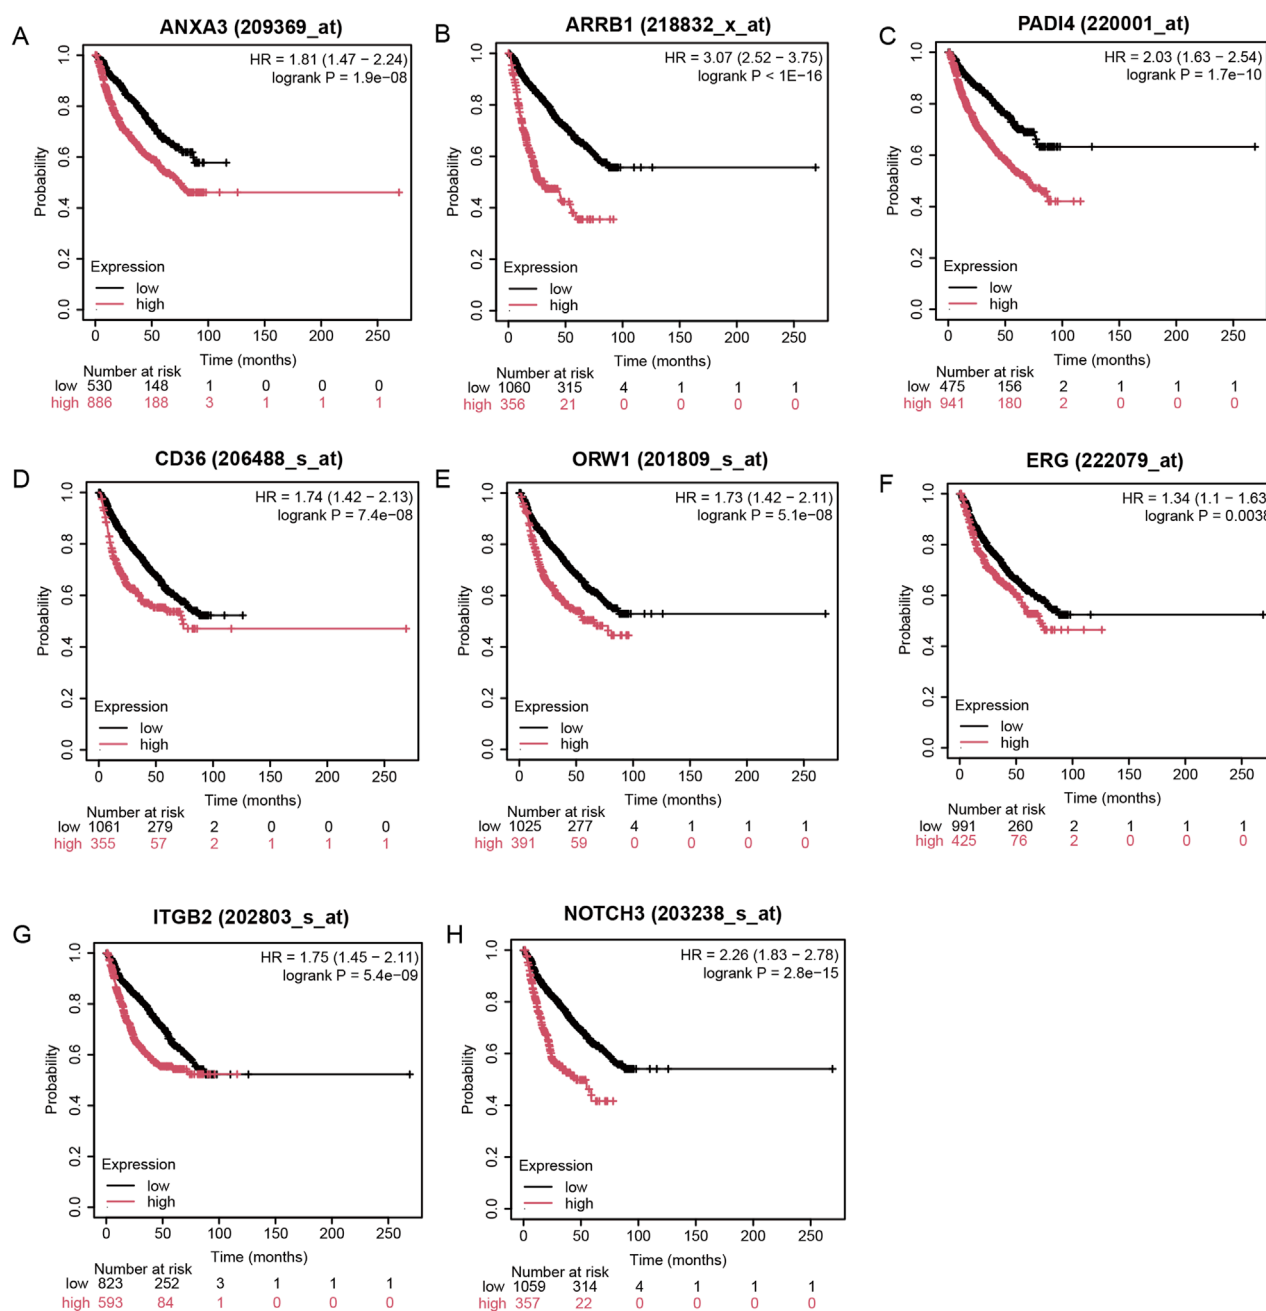 A
ANXA3 (209369_at)
HR = 1.81 (1.47 − 2.24)
logrank P = 1.9e−08
Probability
0.0 0.2 0.4 0.6 0.8 1.0
Expression
low
high
0 50 100 150 200 250
Time (months)
Number at risk
low 530 148 1 0 0 0
high 886 188 3 1 1 1
B
ARRB1 (218832_x_at)
HR = 3.07 (2.52 − 3.75)
logrank P < 1E−16
Probability
0.0 0.2 0.4 0.6 0.8 1.0
Expression
low
high
0 50 100 150 200 250
Time (months)
Number at risk
low 1060 315 4 1 1 1
high 356 21 0 0 0 0
C
PADI4 (220001_at)
HR = 2.03 (1.63 − 2.54)
logrank P = 1.7e−10
Probability
0.0 0.2 0.4 0.6 0.8 1.0
Expression
low
high
0 50 100 150 200 250
Time (months)
Number at risk
low 475 156 2 1 1 1
high 941 180 2 0 0 0
D
CD36 (206488_s_at)
HR = 1.74 (1.42 − 2.13)
logrank P = 7.4e−08
Probability
0.0 0.2 0.4 0.6 0.8 1.0
Expression
low
high
0 50 100 150 200 250
Time (months)
Number at risk
low 1061 279 2 0 0 0
high 355 57 2 1 1 1
E
ORW1 (201809_s_at)
HR = 1.73 (1.42 − 2.11)
logrank P = 5.1e−08
Probability
0.0 0.2 0.4 0.6 0.8 1.0
Expression
low
high
0 50 100 150 200 250
Time (months)
Number at risk
low 1025 277 4 1 1 1
high 391 59 0 0 0 0
F
ERG (222079_at)
HR = 1.34 (1.1 − 1.63
logrank P = 0.0038
Probability
0.0 0.2 0.4 0.6 0.8 1.0
Expression
low
high
0 50 100 150 200 250
Time (months)
Number at risk
low 991 260 2 1 1 1
high 425 76 2 0 0 0
G
ITGB2 (202803_s_at)
HR = 1.75 (1.45 − 2.11)
logrank P = 5.4e−09
Probability
0.0 0.2 0.4 0.6 0.8 1.0
Expression
low
high
0 50 100 150 200 250
Time (months)
Number at risk
low 823 252 3 1 1 1
high 593 84 1 0 0 0
H
NOTCH3 (203238_s_at)
HR = 2.26 (1.83 − 2.78)
logrank P = 2.8e−15
Probability
0.0 0.2 0.4 0.6 0.8 1.0
Expression
low
high
0 50 100 150 200 250
Time (months)
Number at risk
low 1059 314 4 1 1 1
high 357 22 0 0 0 0